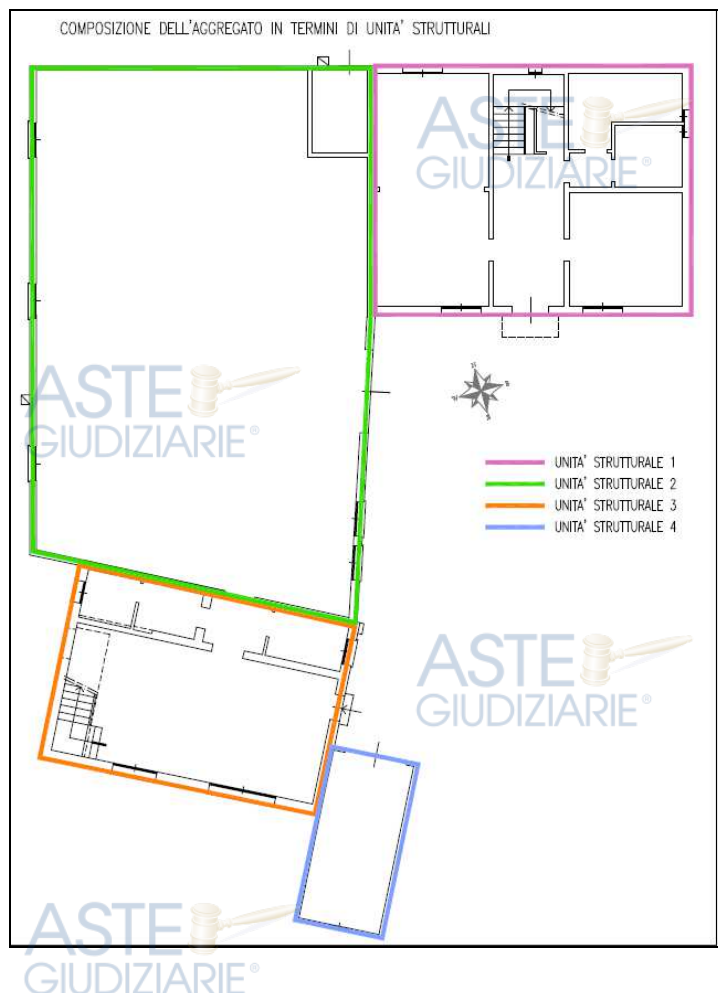 COMPOSIZIONE DELL'AGGREGATO IN TERMINI DI UNITA' STRUTTURALI
ASTE
GIUDIZIARIE®
ASTE
GIUDIZIARIE®
UNITA' STRUTTURALE 1
UNITA' STRUTTURALE 2
UNITA' STRUTTURALE 3
UNITA' STRUTTURALE 4
ASTE
GIUDIZIARIE®
ASTE
GIUDIZIARIE®